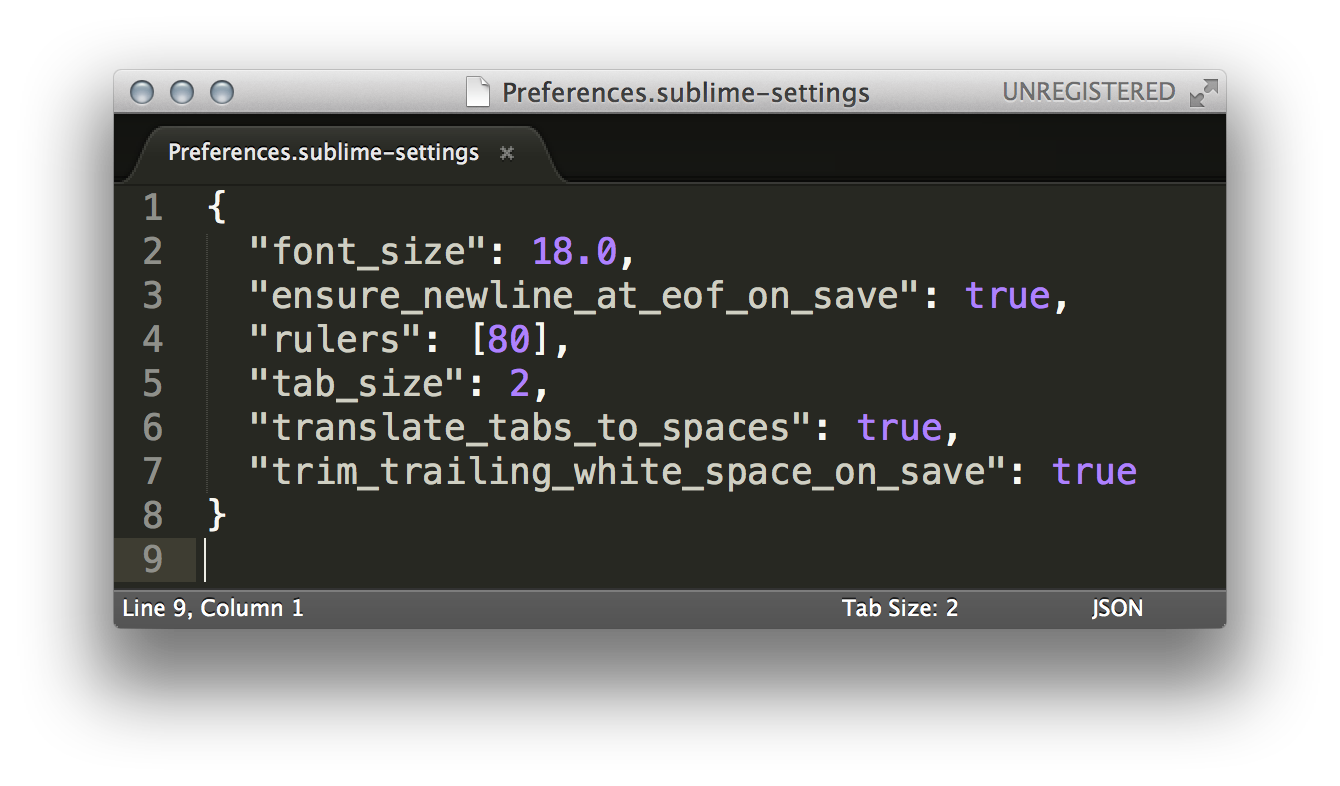 Preferences.sublime-settings UNREGISTERED
Preferences.sublime-settings ×
1 {
2   "font_size": 18.0,
3   "ensure_newline_at_eof_on_save": true,
4   "rulers": [80],
5   "tab_size": 2,
6   "translate_tabs_to_spaces": true,
7   "trim_trailing_white_space_on_save": true
8 }
9
Line 9, Column 1 Tab Size: 2 JSON